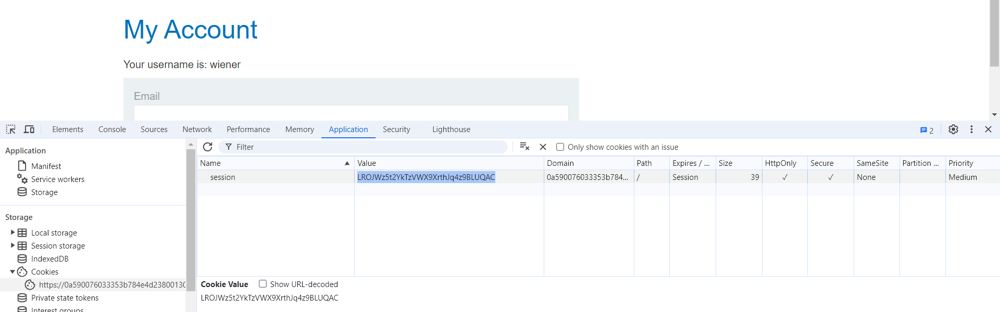 My Account
Your username is: wiener
Email
Elements Console Sources Network Performance Memory Application Security Lighthouse 2
Application
Manifest
Service workers
Storage
Storage
Local storage
Session storage
IndexedDB
Cookies
https://0a590076033353b784e4d23800130
Private state tokens
Interest groups
Filter Only show cookies with an issue
Name Value Domain Path Expires / ... Size HttpOnly Secure SameSite Partition ... Priority
session LROJWz5t2YkTzVWX9XrthJq4z9BLUQAC 0a590076033353b784... / Session 39 ✓ ✓ None Medium
Cookie Value Show URL-decoded
LROJWz5t2YkTzVWX9XrthJq4z9BLUQAC